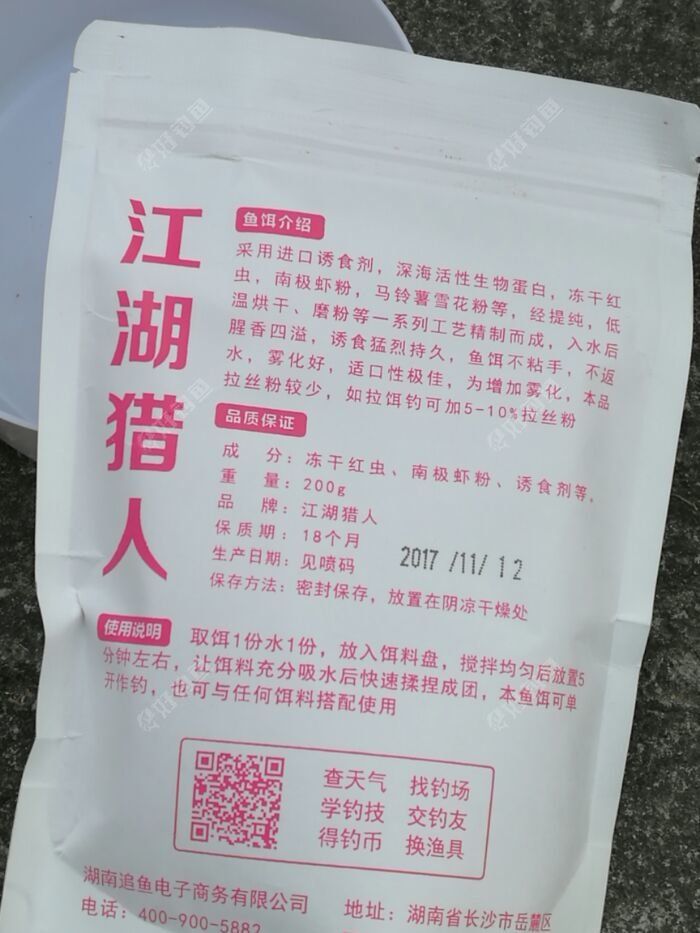 江湖猎人
鱼饵介绍
采用进口诱食剂，深海活性生物蛋白，冻干红
虫，南极虾粉，马铃薯雪花粉等，经提纯，低
温烘干、磨粉等一系列工艺精制而成，入水后
腥香四溢，诱食猛烈持久，鱼饵不粘手，不返
水，雾化好，适口性极佳，为增加雾化，本品
拉丝粉较少，如拉饵钓可加5-10%拉丝粉
品质保证
成 分：冻干红虫、南极虾粉、诱食剂等。
重 量：200g
品 牌：江湖猎人
保质期：18个月
生产日期：见喷码 2017 /11/ 12
保存方法：密封保存，放置在阴凉干燥处
使用说明 取饵1份水1份，放入饵料盘，搅拌均匀后放置5
分钟左右，让饵料充分吸水后快速揉捏成团，本鱼饵可单
开作钓，也可与任何饵料搭配使用
查天气 找钓场
学钓技 交钓友
得钓币 换渔具
湖南追鱼电子商务有限公司
电话：400-900-5882 地址：湖南省长沙市岳麓区